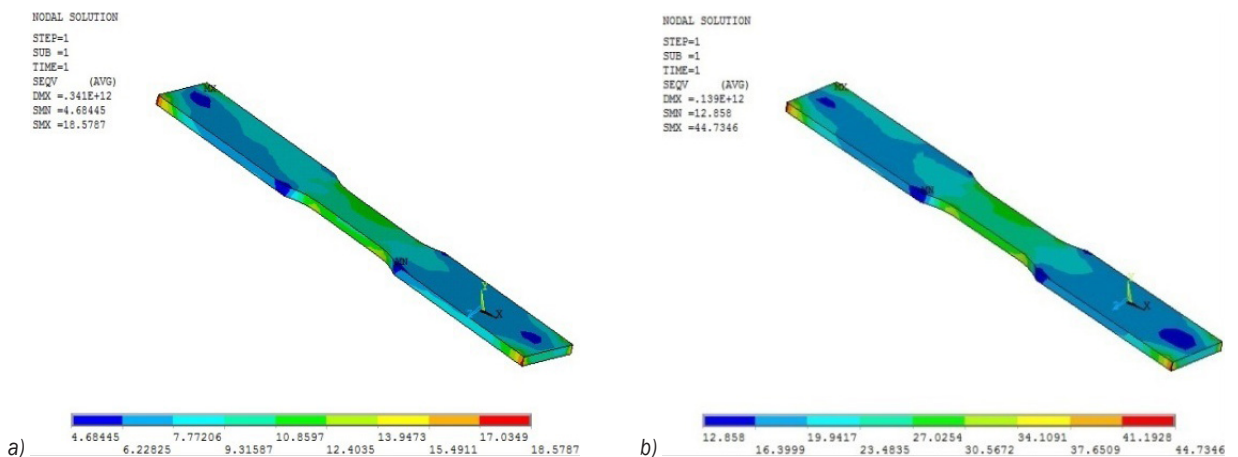 NODAL SOLUTION
STEP=1
SUB =1
TIME=1
SEQV (AVG)
DMX =.341E+12
SMN =4.68445
SMX =18.5787
MX
MN
Y
Z
X
4.68445 7.77206 10.8597 13.9473 17.0349
6.22825 9.31587 12.4035 15.4911 18.5787
a)
NODAL SOLUTION
STEP=1
SUB =1
TIME=1
SEQV (AVG)
DMX =.139E+12
SMN =12.858
SMX =44.7346
MX
MN
Y
Z
X
12.858 19.9417 27.0254 34.1091 41.1928
16.3999 23.4835 30.5672 37.6509 44.7346
b)